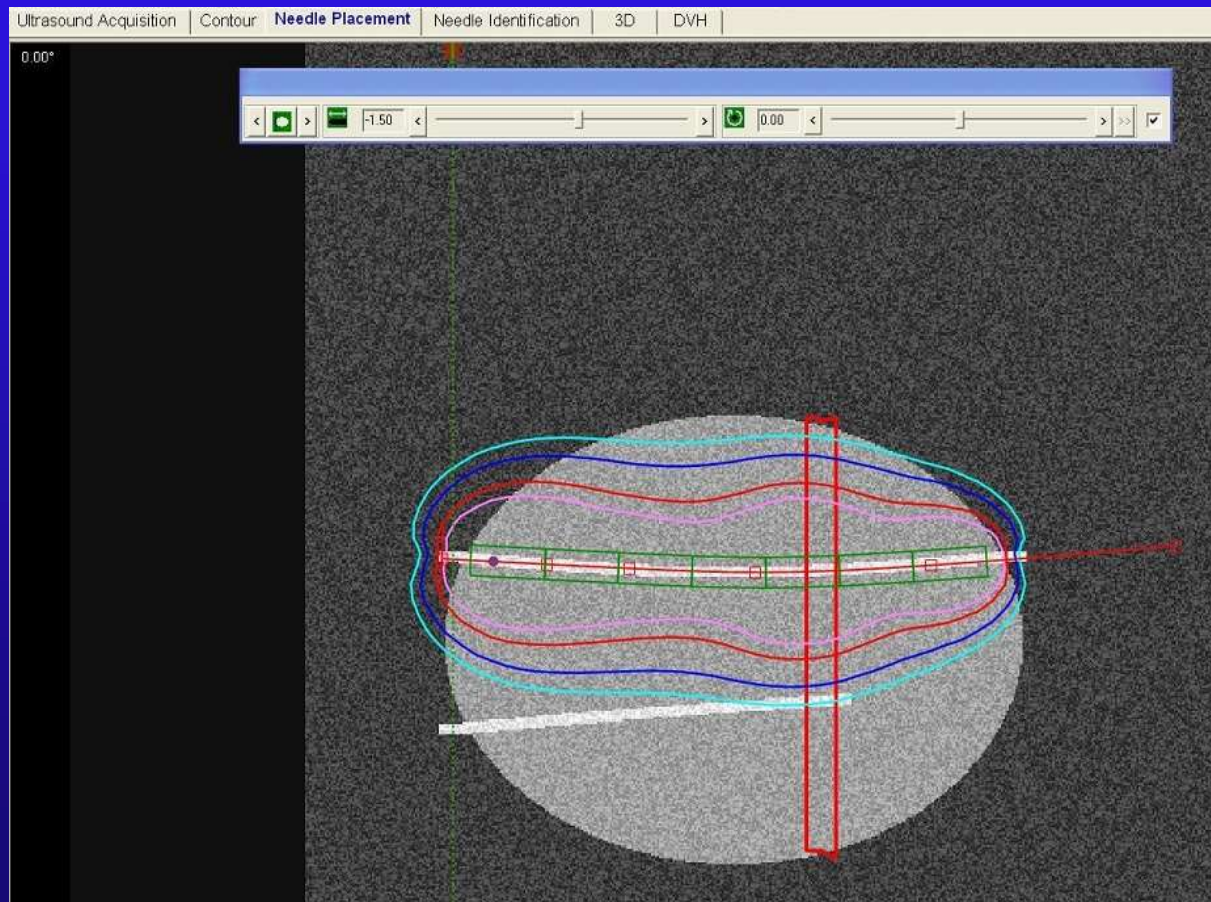 Ultrasound Acquisition Contour Needle Placement Needle Identification 3D DVH
0.00°
< > -1.50 < > 0.00 < > >>